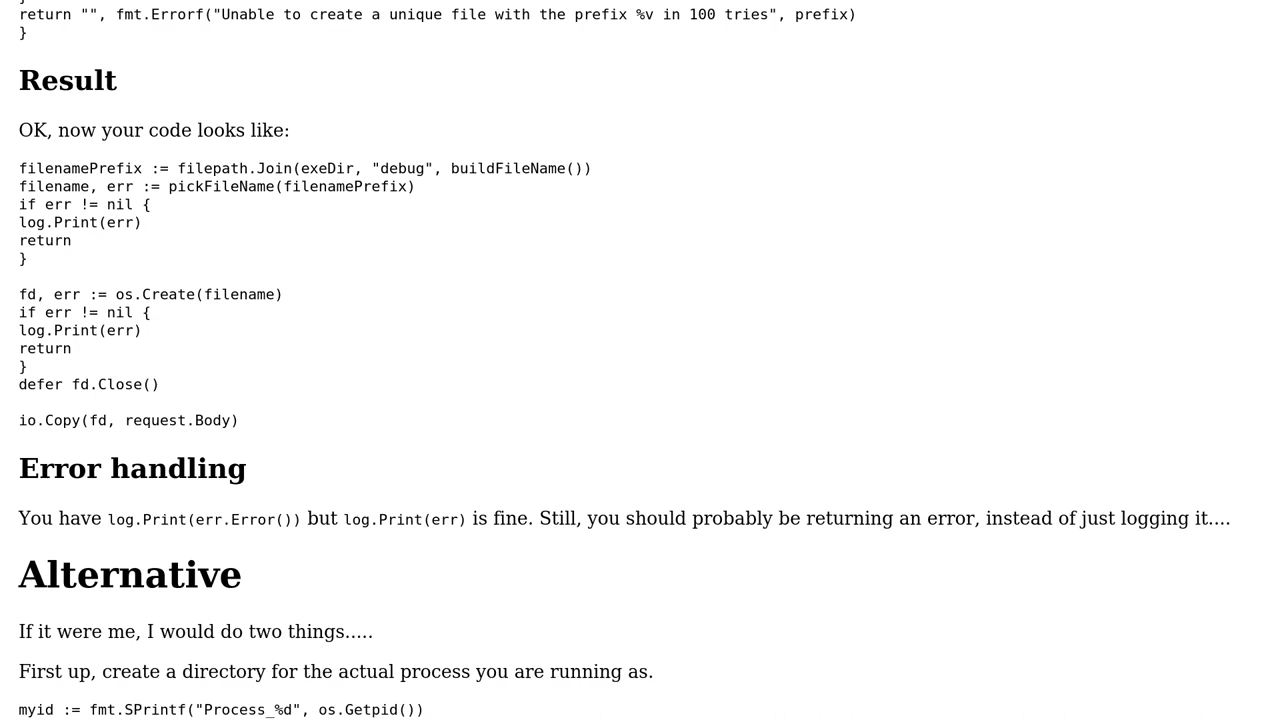 return "", fmt.Errorf("Unable to create a unique file with the prefix %v in 100 tries", prefix)
}
Result
OK, now your code looks like:
filenamePrefix := filepath.Join(exeDir, "debug", buildFileName())
filename, err := pickFileName(filenamePrefix)
if err != nil {
log.Print(err)
return
}
fd, err := os.Create(filename)
if err != nil {
log.Print(err)
return
}
defer fd.Close()
io.Copy(fd, request.Body)
Error handling
You have log.Print(err.Error()) but log.Print(err) is fine. Still, you should probably be returning an error, instead of just logging it....
Alternative
If it were me, I would do two things.....
First up, create a directory for the actual process you are running as.
myid := fmt.SPrintf("Process_%d", os.Getpid())